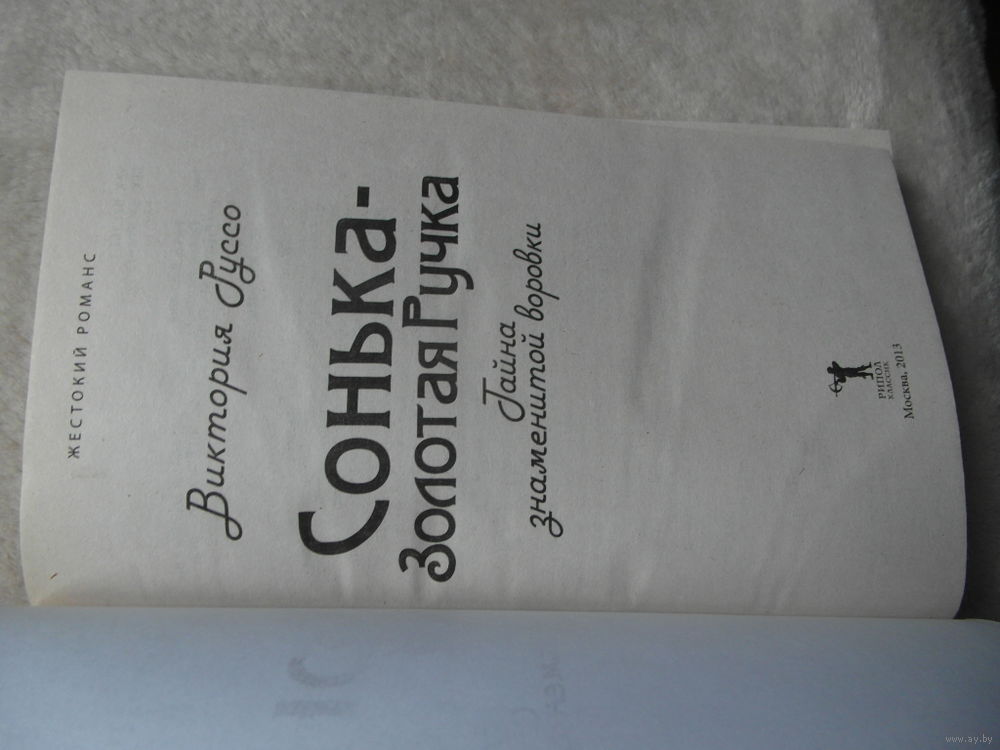 ЖЕСТОКИЙ РОМАНС
Виктория Руссо
Сонька-
Золотая Ручка
Тайна
знаменитой воровки
РИПОЛ
КЛАССИК
Москва, 2013
www.ay.by